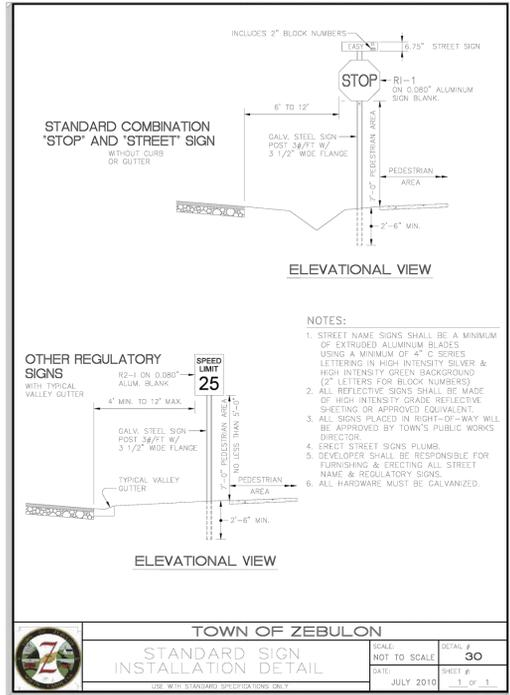 INCLUDES 2" BLOCK NUMBERS
EASY
6.75" STREET SIGN
STOP
R1-1
ON 0.080" ALUMINUM
SIGN BLANK.
6' TO 12'
STANDARD COMBINATION
"STOP" AND "STREET" SIGN
WITHOUT CURB
OR GUTTER
GALV. STEEL SIGN
POST 3#/FT W/
3 1/2" WIDE FLANGE
7'-0" PEDESTRIAN AREA
PEDESTRIAN
AREA
2'-6" MIN.
ELEVATIONAL VIEW
OTHER REGULATORY
SIGNS
WITH TYPICAL
VALLEY GUTTER
R2-1 ON 0.080"
ALUM. BLANK
SPEED
LIMIT
25
4' MIN. TO 12' MAX.
GALV. STEEL SIGN
POST 3#/FT W/
3 1/2" WIDE FLANGE
7'-0" PEDESTRIAN AREA
NO LESS THAN 5'-0"
TYPICAL VALLEY
GUTTER
PEDESTRIAN
AREA
2'-6" MIN.
ELEVATIONAL VIEW
NOTES:
1. STREET NAME SIGNS SHALL BE A MINIMUM
OF EXTRUDED ALUMINUM BLADES
USING A MINIMUM OF 4" C SERIES
LETTERING IN HIGH INTENSITY SILVER &
HIGH INTENSITY GREEN BACKGROUND
(2" LETTERS FOR BLOCK NUMBERS)
2. ALL REFLECTIVE SIGNS SHALL BE MADE
OF HIGH INTENSITY GRADE REFLECTIVE
SHEETING OR APPROVED EQUIVALENT.
3. ALL SIGNS PLACED IN RIGHT-OF-WAY WILL
BE APPROVED BY TOWN'S PUBLIC WORKS
DIRECTOR.
4. ERECT STREET SIGNS PLUMB.
5. DEVELOPER SHALL BE RESPONSIBLE FOR
FURNISHING & ERECTING ALL STREET
NAME & REGULATORY SIGNS.
6. ALL HARDWARE MUST BE GALVANIZED.
Z
TOWN OF ZEBULON
STANDARD SIGN
INSTALLATION DETAIL
USE WITH STANDARD SPECIFICATIONS ONLY
SCALE:
NOT TO SCALE
DETAIL #
30
DATE:
JULY 2010
SHEET #:
1 OF 1